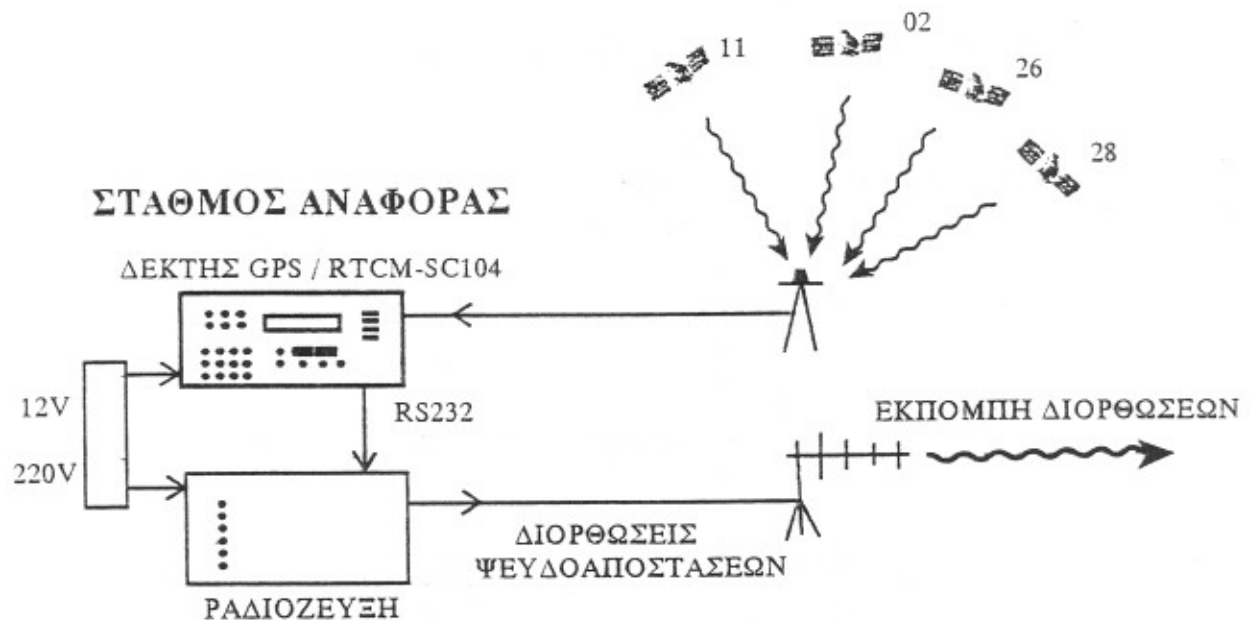 11
02
26
28
ΣΤΑΘΜΟΣ ΑΝΑΦΟΡΑΣ
ΔΕΚΤΗΣ GPS / RTCM-SC104
12V
220V
RS232
ΕΚΠΟΜΠΗ ΔΙΟΡΘΩΣΕΩΝ
ΔΙΟΡΘΩΣΕΙΣ
ΨΕΥΔΟΑΠΟΣΤΑΣΕΩΝ
ΡΑΔΙΟΖΕΥΞΗ